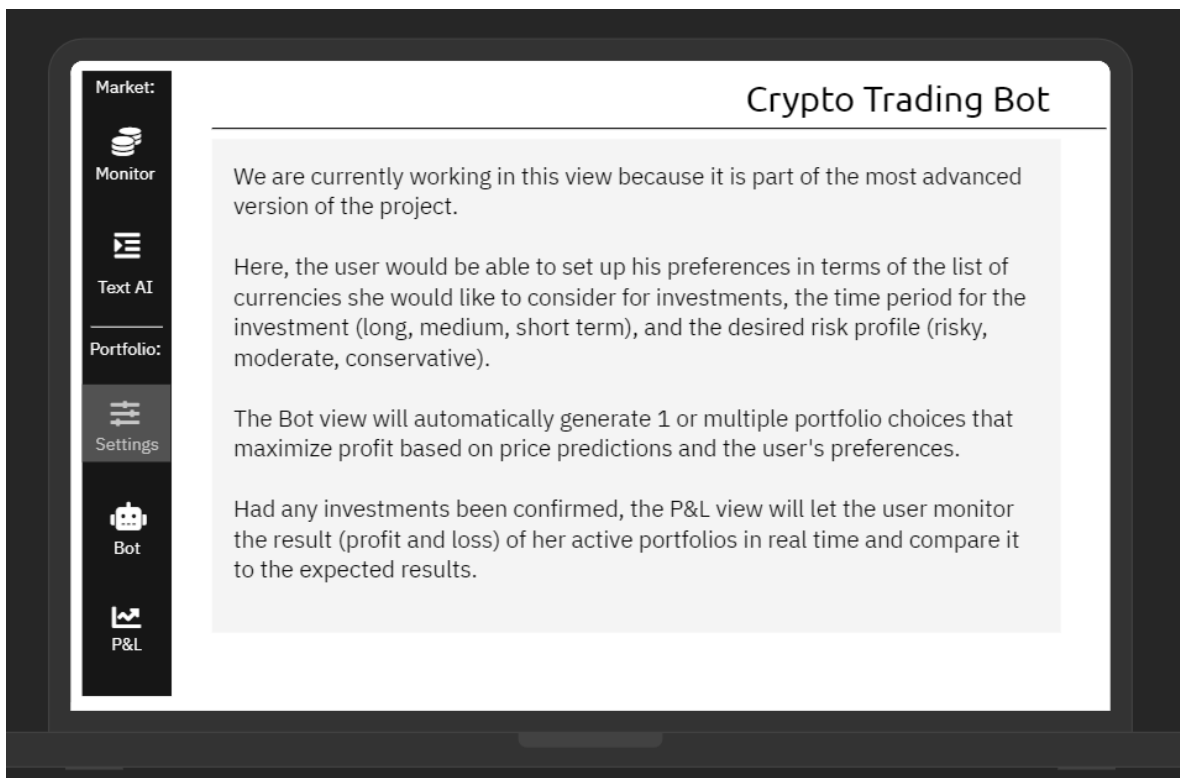 Market:
Monitor
Text AI
Portfolio:
Settings
Bot
P&L
Crypto Trading Bot
We are currently working in this view because it is part of the most advanced
version of the project.
Here, the user would be able to set up his preferences in terms of the list of
currencies she would like to consider for investments, the time period for the
investment (long, medium, short term), and the desired risk profile (risky,
moderate, conservative).
The Bot view will automatically generate 1 or multiple portfolio choices that
maximize profit based on price predictions and the user's preferences.
Had any investments been confirmed, the P&L view will let the user monitor
the result (profit and loss) of her active portfolios in real time and compare it
to the expected results.